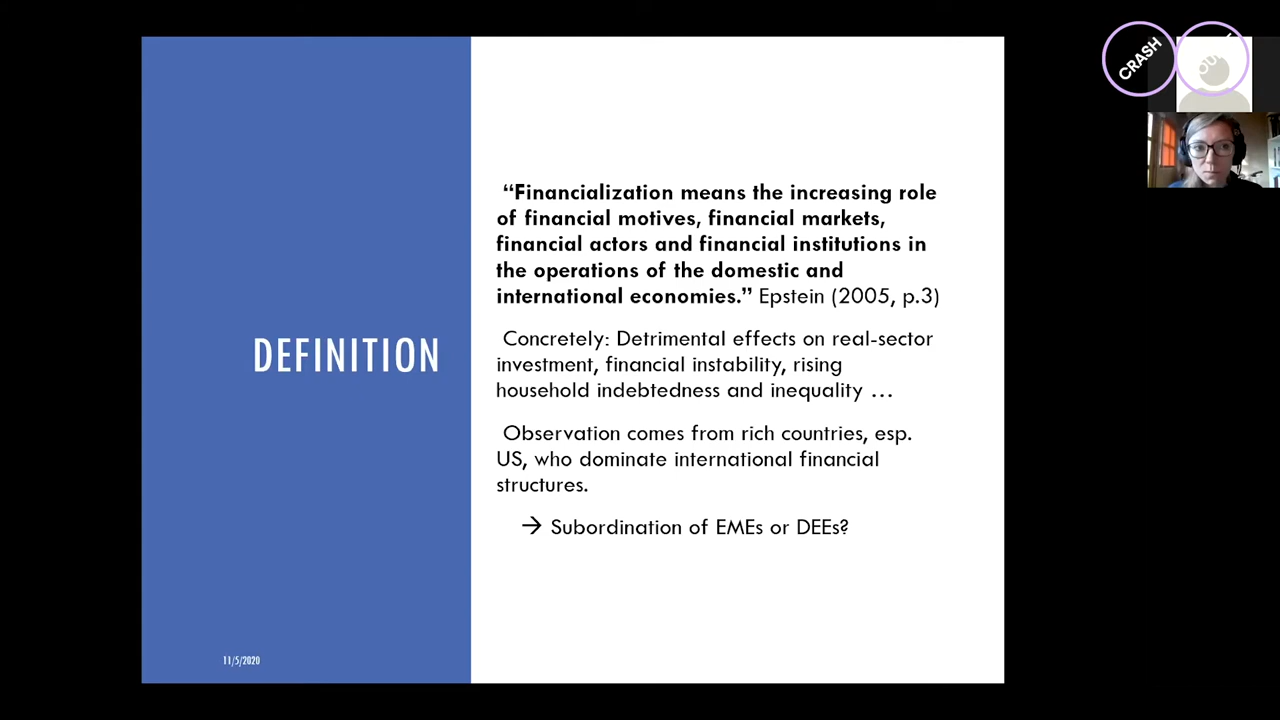 CRASH
DEFINITION
“Financialization means the increasing role
of financial motives, financial markets,
financial actors and financial institutions in
the operations of the domestic and
international economies.” Epstein (2005, p.3)
Concretely: Detrimental effects on real-sector
investment, financial instability, rising
household indebtedness and inequality …
Observation comes from rich countries, esp.
US, who dominate international financial
structures.
→ Subordination of EMEs or DEEs?
11/5/2020